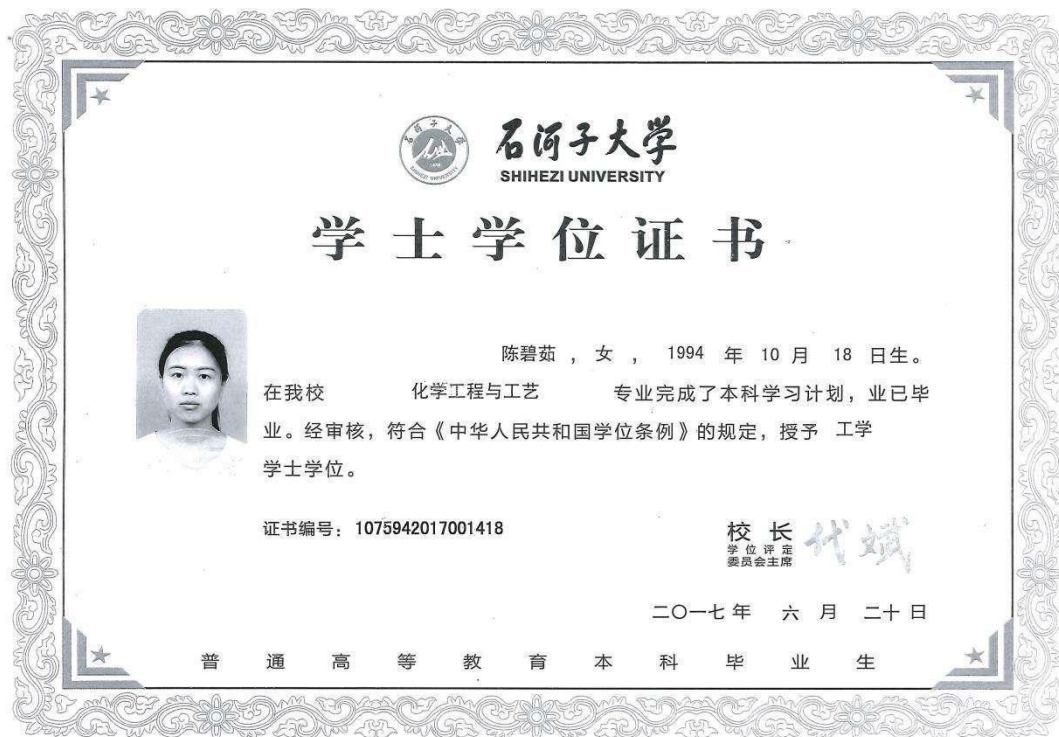 石河子大学
SHIHEZI UNIVERSITY
学士学位证书
陈碧茹 , 女 , 1994 年 10 月 18 日生。
在我校 化学工程与工艺 专业完成了本科学习计划，业已毕
业。经审核，符合《中华人民共和国学位条例》的规定，授予 工学
学士学位。
证书编号：1075942017001418
校长
学位评定
委员会主席
代斌
二〇一七年 六月 二十日
普通高等教育本科毕业生